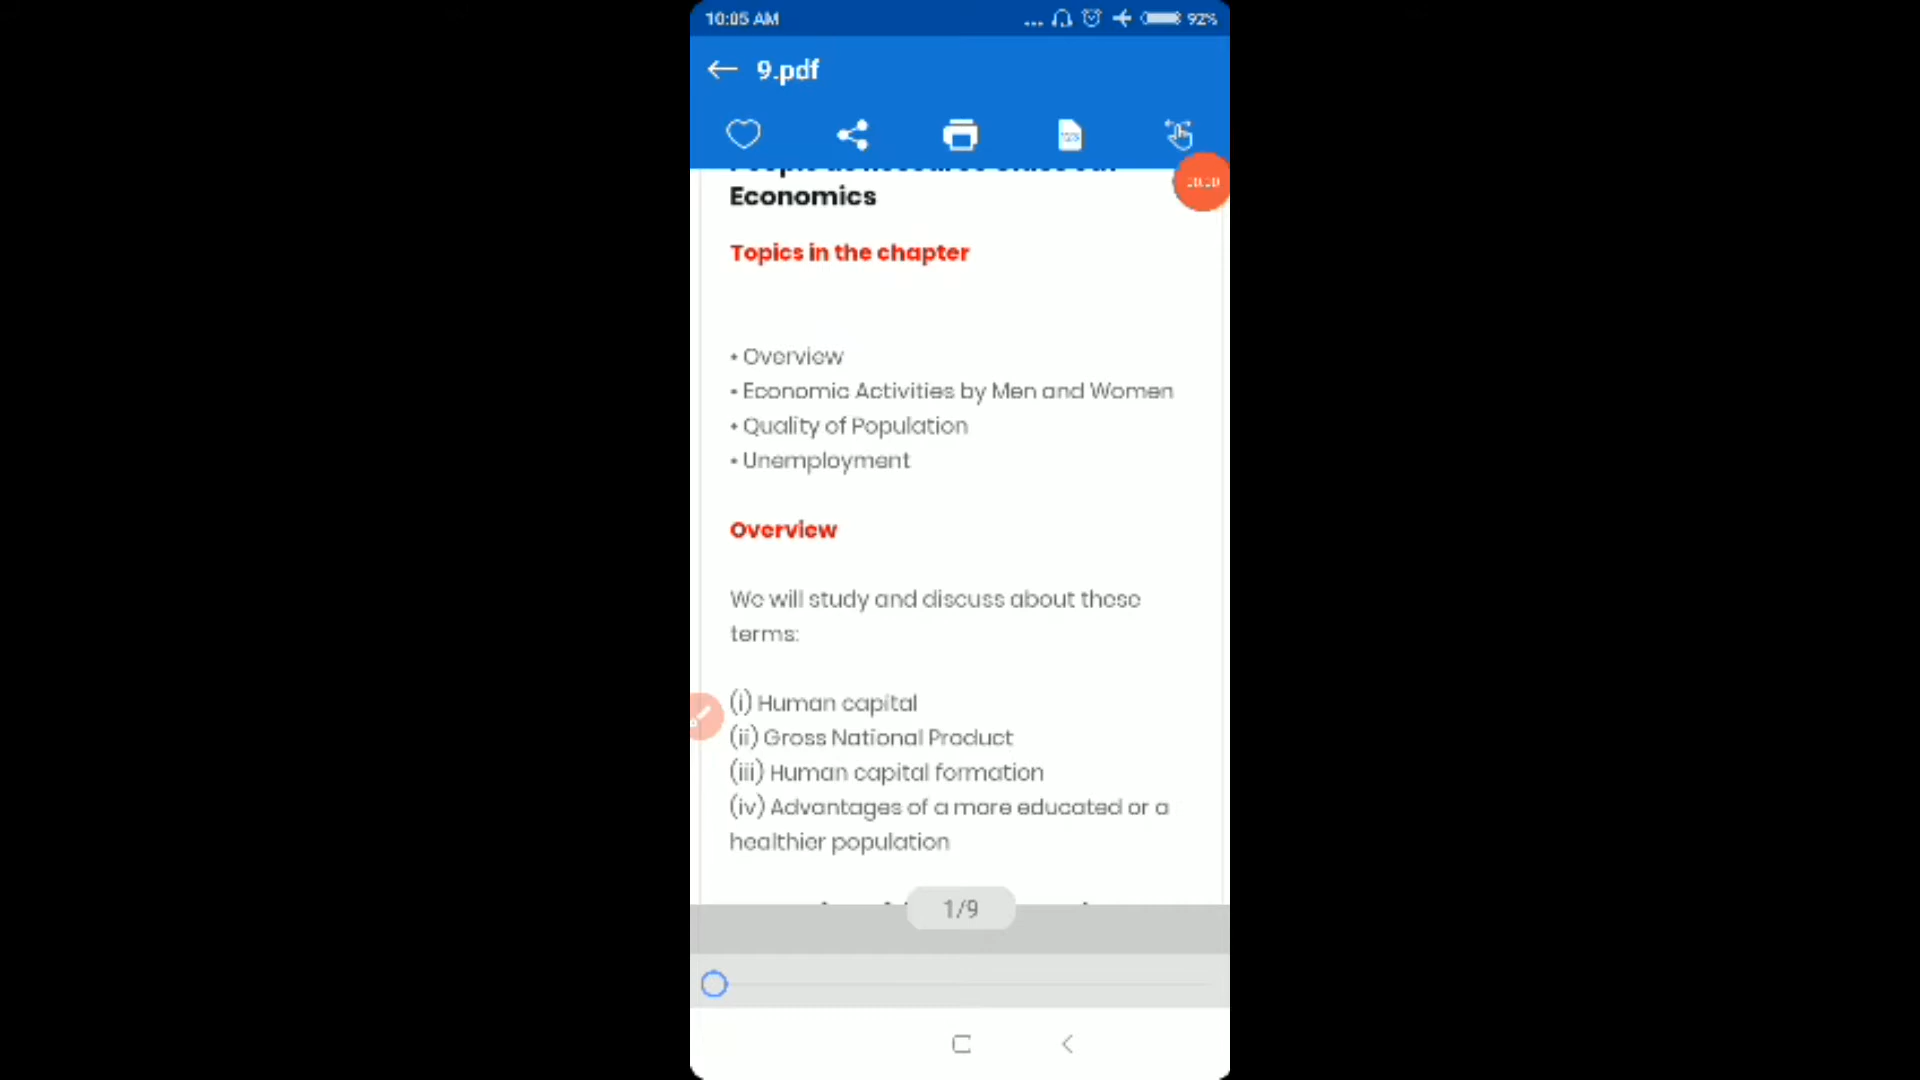 10:05 AM
92%
9.pdf
Economics
Topics in the chapter
• Overview
• Economic Activities by Men and Women
• Quality of Population
• Unemployment
Overview
We will study and discuss about these
terms:
(i) Human capital
(ii) Gross National Product
(iii) Human capital formation
(iv) Advantages of a more educated or a
healthier population
1/9